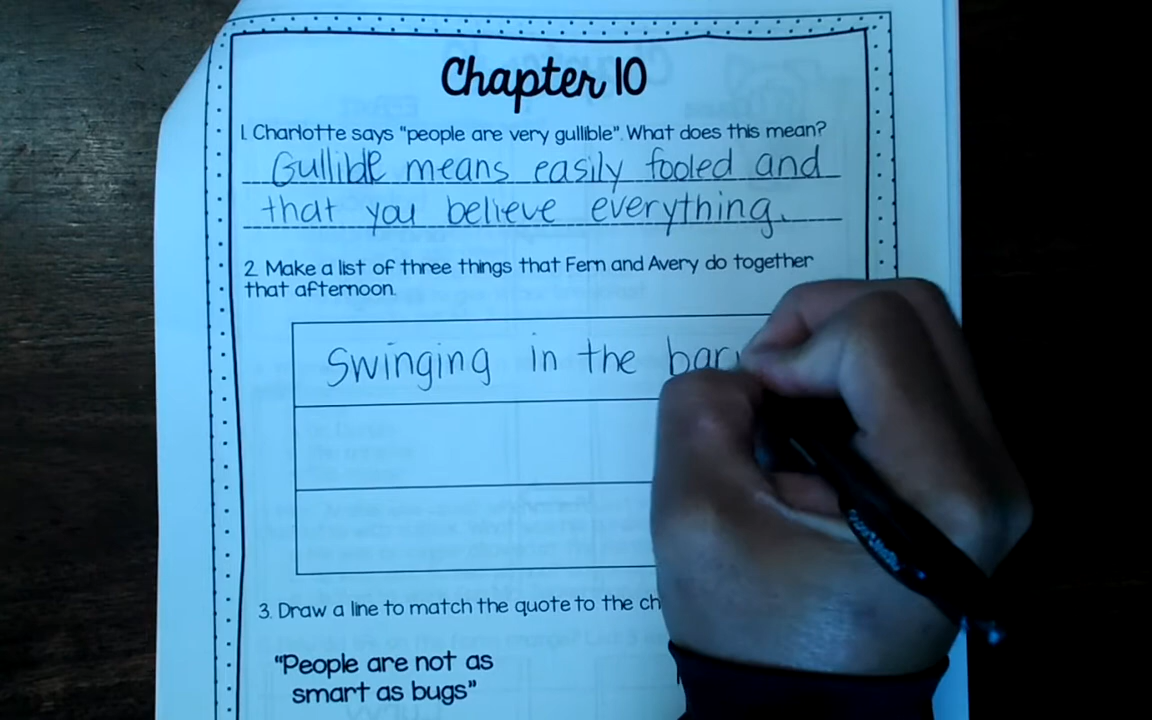 Chapter 10
1. Charlotte says "people are very gullible". What does this mean?
Gullible means easily fooled and
that you believe everything.
2. Make a list of three things that Fern and Avery do together
that afternoon.
Swinging in the bar
3. Draw a line to match the quote to the ch
"People are not as
smart as bugs"